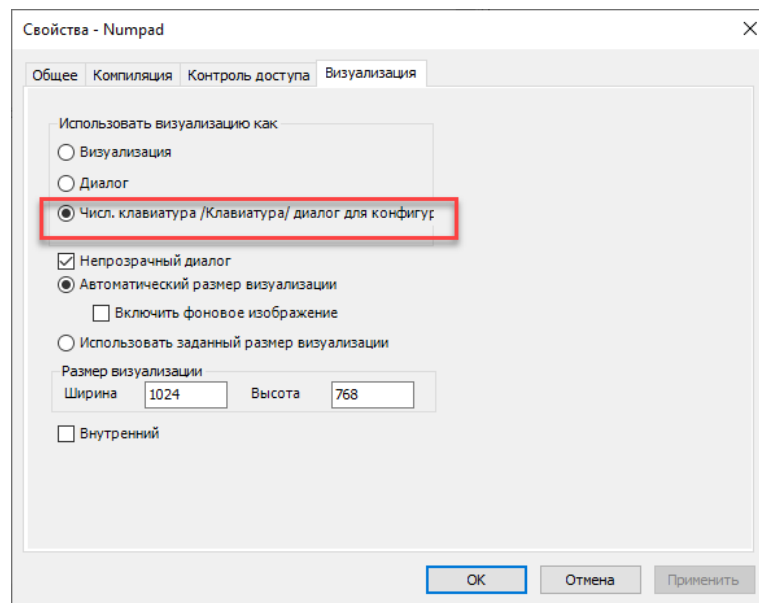 Свойства - Numpad
Общее Компиляция Контроль доступа Визуализация
Использовать визуализацию как
Визуализация
Диалог
Числ. клавиатура /Клавиатура/ диалог для конфигур
Непрозрачный диалог
Автоматический размер визуализации
Включить фоновое изображение
Использовать заданный размер визуализации
Размер визуализации
Ширина 1024 Высота 768
Внутренний
OK Отмена Применить